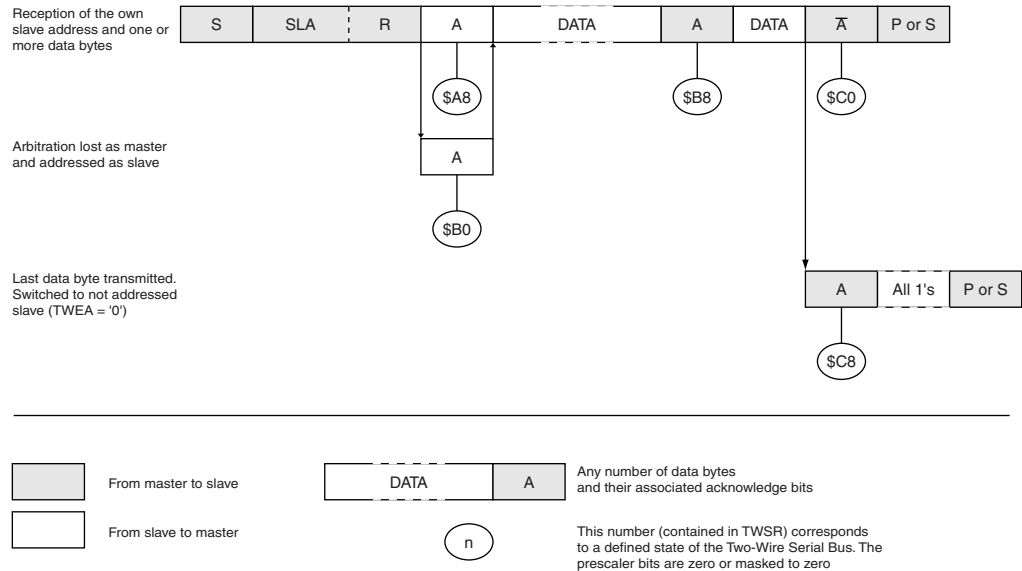 Reception of the own
slave address and one or
more data bytes
S SLA R A DATA A DATA A̅ P or S
$A8 $B8 $C0
Arbitration lost as master
and addressed as slave
A
$B0
Last data byte transmitted.
Switched to not addressed
slave (TWEA = '0')
A All 1's P or S
$C8
From master to slave
DATA A
Any number of data bytes
and their associated acknowledge bits
From slave to master
n
This number (contained in TWSR) corresponds
to a defined state of the Two-Wire Serial Bus. The
prescaler bits are zero or masked to zero